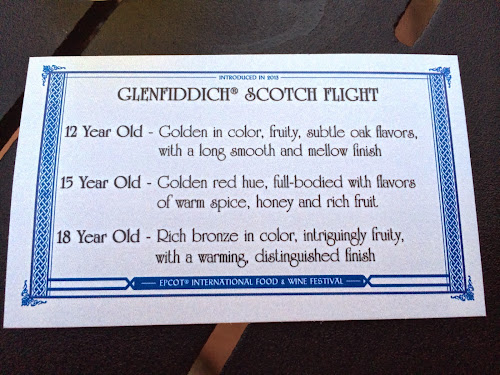 INTRODUCED IN 2013
GLENFIDDICH® SCOTCH FLIGHT
12 Year Old - Golden in color, fruity, subtle oak flavors,
with a long smooth and mellow finish
15 Year Old - Golden red hue, full-bodied with flavors
of warm spice, honey and rich fruit
18 Year Old - Rich bronze in color, intriguingly fruity,
with a warming, distinguished finish
EPCOT® INTERNATIONAL FOOD & WINE FESTIVAL